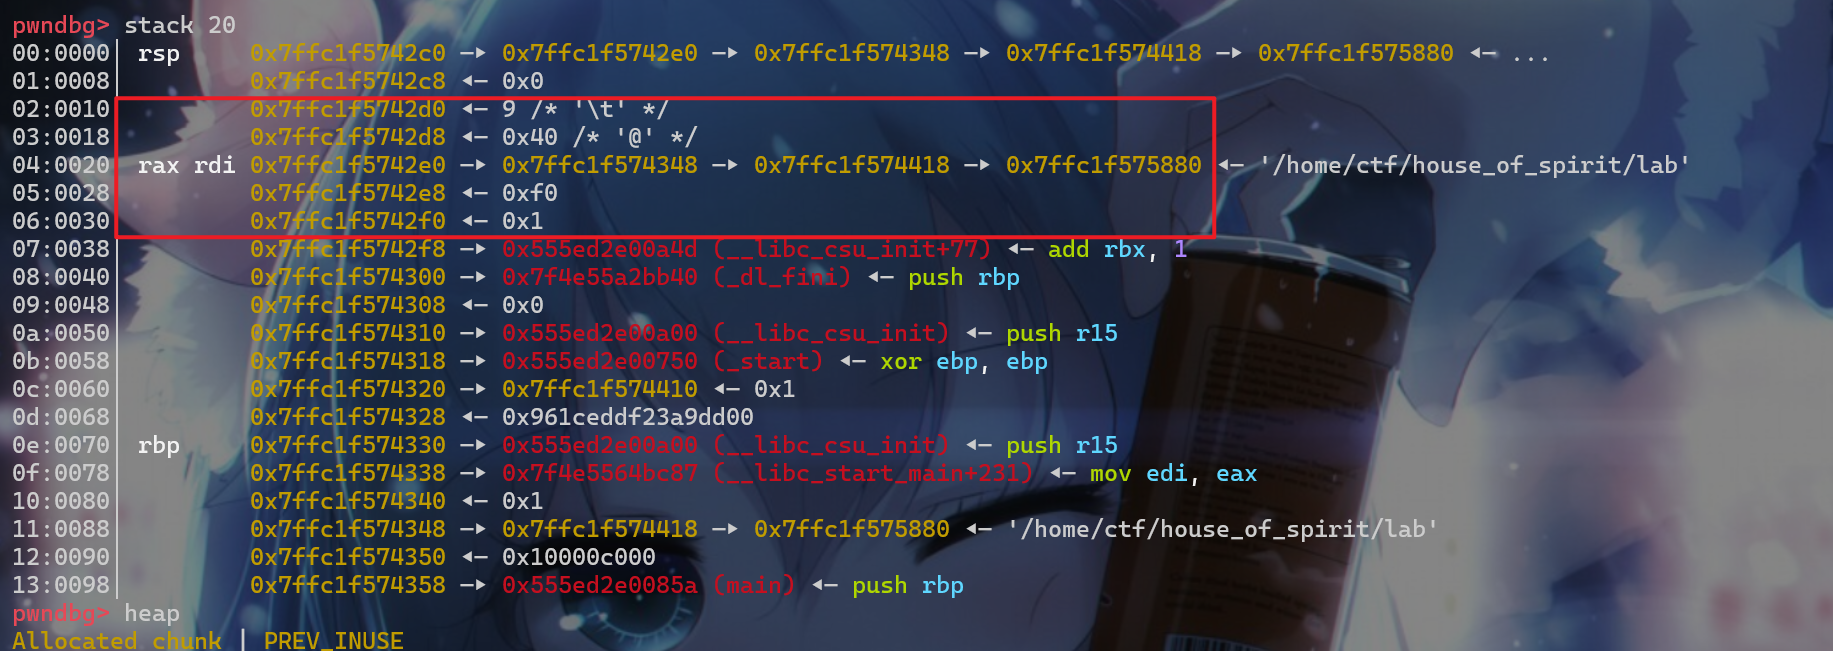 pwndbg> stack 20
00:0000│ rsp 0x7ffc1f5742c0 —▸ 0x7ffc1f5742e0 —▸ 0x7ffc1f574348 —▸ 0x7ffc1f574418 —▸ 0x7ffc1f575880 ◂— ...
01:0008│ 0x7ffc1f5742c8 ◂— 0x0
02:0010│ 0x7ffc1f5742d0 ◂— 9 /* '\t' */
03:0018│ 0x7ffc1f5742d8 ◂— 0x40 /* '@' */
04:0020│ rax rdi 0x7ffc1f5742e0 —▸ 0x7ffc1f574348 —▸ 0x7ffc1f574418 —▸ 0x7ffc1f575880 ◂— '/home/ctf/house_of_spirit/lab'
05:0028│ 0x7ffc1f5742e8 ◂— 0xf0
06:0030│ 0x7ffc1f5742f0 ◂— 0x1
07:0038│ 0x7ffc1f5742f8 —▸ 0x555ed2e00a4d (__libc_csu_init+77) ◂— add rbx, 1
08:0040│ 0x7ffc1f574300 —▸ 0x7f4e55a2bb40 (_dl_fini) ◂— push rbp
09:0048│ 0x7ffc1f574308 ◂— 0x0
0a:0050│ 0x7ffc1f574310 —▸ 0x555ed2e00a00 (__libc_csu_init) ◂— push r15
0b:0058│ 0x7ffc1f574318 —▸ 0x555ed2e00750 (_start) ◂— xor ebp, ebp
0c:0060│ 0x7ffc1f574320 —▸ 0x7ffc1f574410 ◂— 0x1
0d:0068│ 0x7ffc1f574328 ◂— 0x961ceddf23a9dd00
0e:0070│ rbp 0x7ffc1f574330 —▸ 0x555ed2e00a00 (__libc_csu_init) ◂— push r15
0f:0078│ 0x7ffc1f574338 —▸ 0x7f4e5564bc87 (__libc_start_main+231) ◂— mov edi, eax
10:0080│ 0x7ffc1f574340 ◂— 0x1
11:0088│ 0x7ffc1f574348 —▸ 0x7ffc1f574418 —▸ 0x7ffc1f575880 ◂— '/home/ctf/house_of_spirit/lab'
12:0090│ 0x7ffc1f574350 ◂— 0x10000c000
13:0098│ 0x7ffc1f574358 —▸ 0x555ed2e0085a (main) ◂— push rbp
pwndbg> heap
Allocated chunk | PREV_INUSE